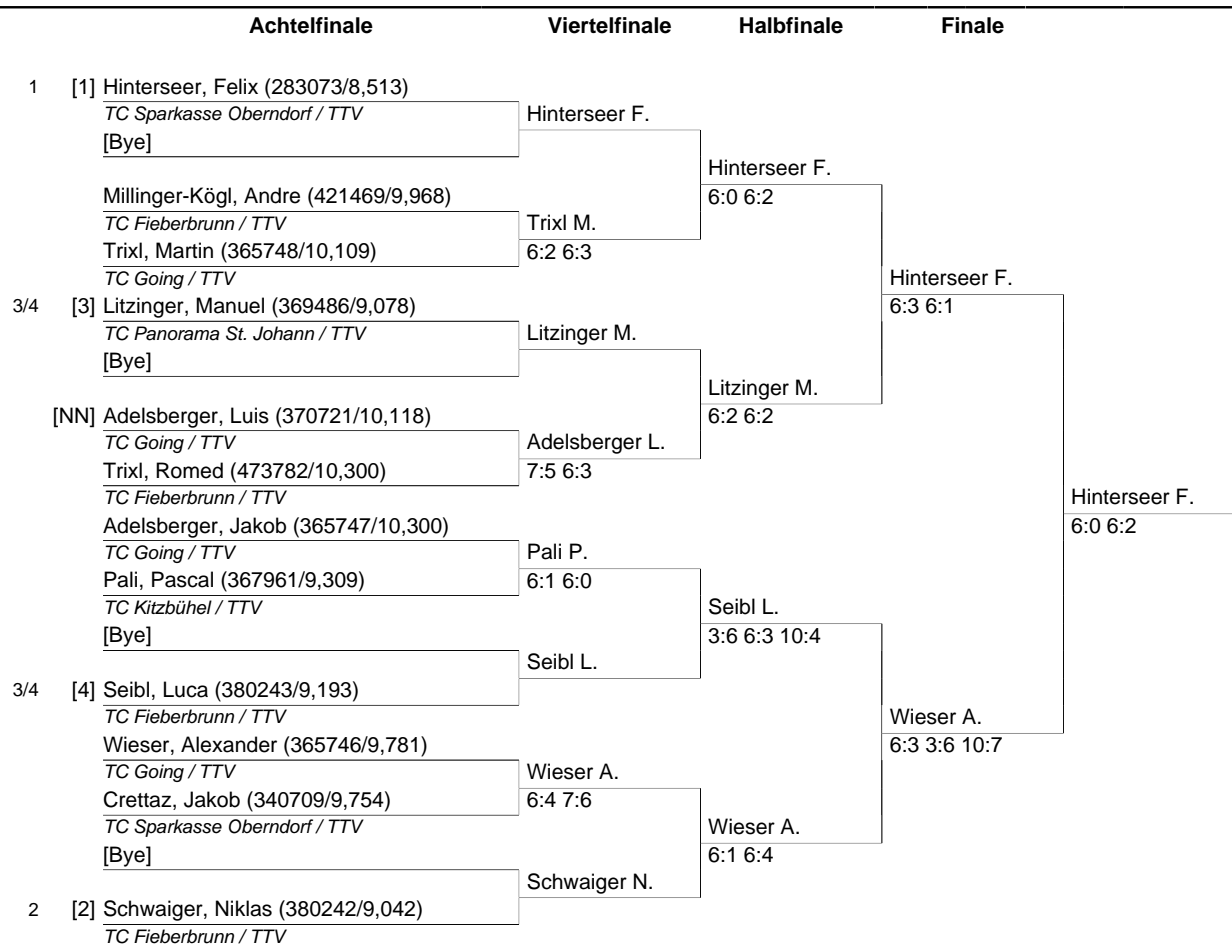 Achtelfinale Viertelfinale Halbfinale Finale
1 [1] Hinterseer, Felix (283073/8,513)
TC Sparkasse Oberndorf / TTV Hinterseer F.
[Bye]
Hinterseer F.
Millinger-Kögl, Andre (421469/9,968) 6:0 6:2
TC Fieberbrunn / TTV Trixl M.
Trixl, Martin (365748/10,109) 6:2 6:3
TC Going / TTV Hinterseer F.
3/4 [3] Litzinger, Manuel (369486/9,078) 6:3 6:1
TC Panorama St. Johann / TTV Litzinger M.
[Bye]
Litzinger M.
[NN] Adelsberger, Luis (370721/10,118) 6:2 6:2
TC Going / TTV Adelsberger L.
Trixl, Romed (473782/10,300) 7:5 6:3
TC Fieberbrunn / TTV Hinterseer F.
Adelsberger, Jakob (365747/10,300) 6:0 6:2
TC Going / TTV Pali P.
Pali, Pascal (367961/9,309) 6:1 6:0
TC Kitzbühel / TTV Seibl L.
[Bye] 3:6 6:3 10:4
Seibl L.
3/4 [4] Seibl, Luca (380243/9,193)
TC Fieberbrunn / TTV Wieser A.
Wieser, Alexander (365746/9,781) 6:3 3:6 10:7
TC Going / TTV Wieser A.
Crettaz, Jakob (340709/9,754) 6:4 7:6
TC Sparkasse Oberndorf / TTV Wieser A.
[Bye] 6:1 6:4
Schwaiger N.
2 [2] Schwaiger, Niklas (380242/9,042)
TC Fieberbrunn / TTV